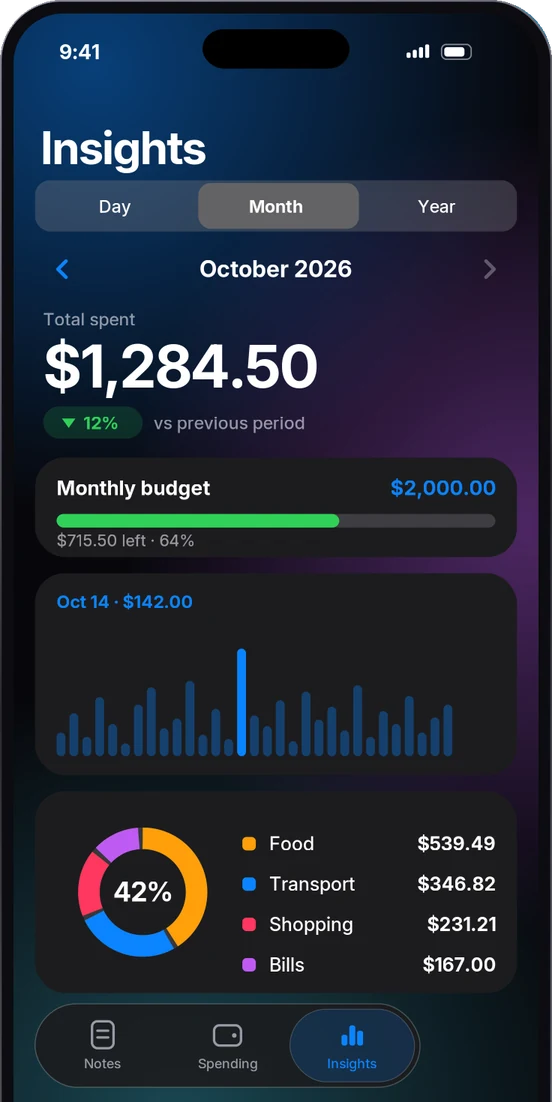 9:41
Insights
Day Month Year
October 2026
Total spent
$1,284.50
12% vs previous period
Monthly budget $2,000.00
$715.50 left · 64%
Oct 14 · $142.00
42%
Food $539.49
Transport $346.82
Shopping $231.21
Bills $167.00
Notes Spending Insights